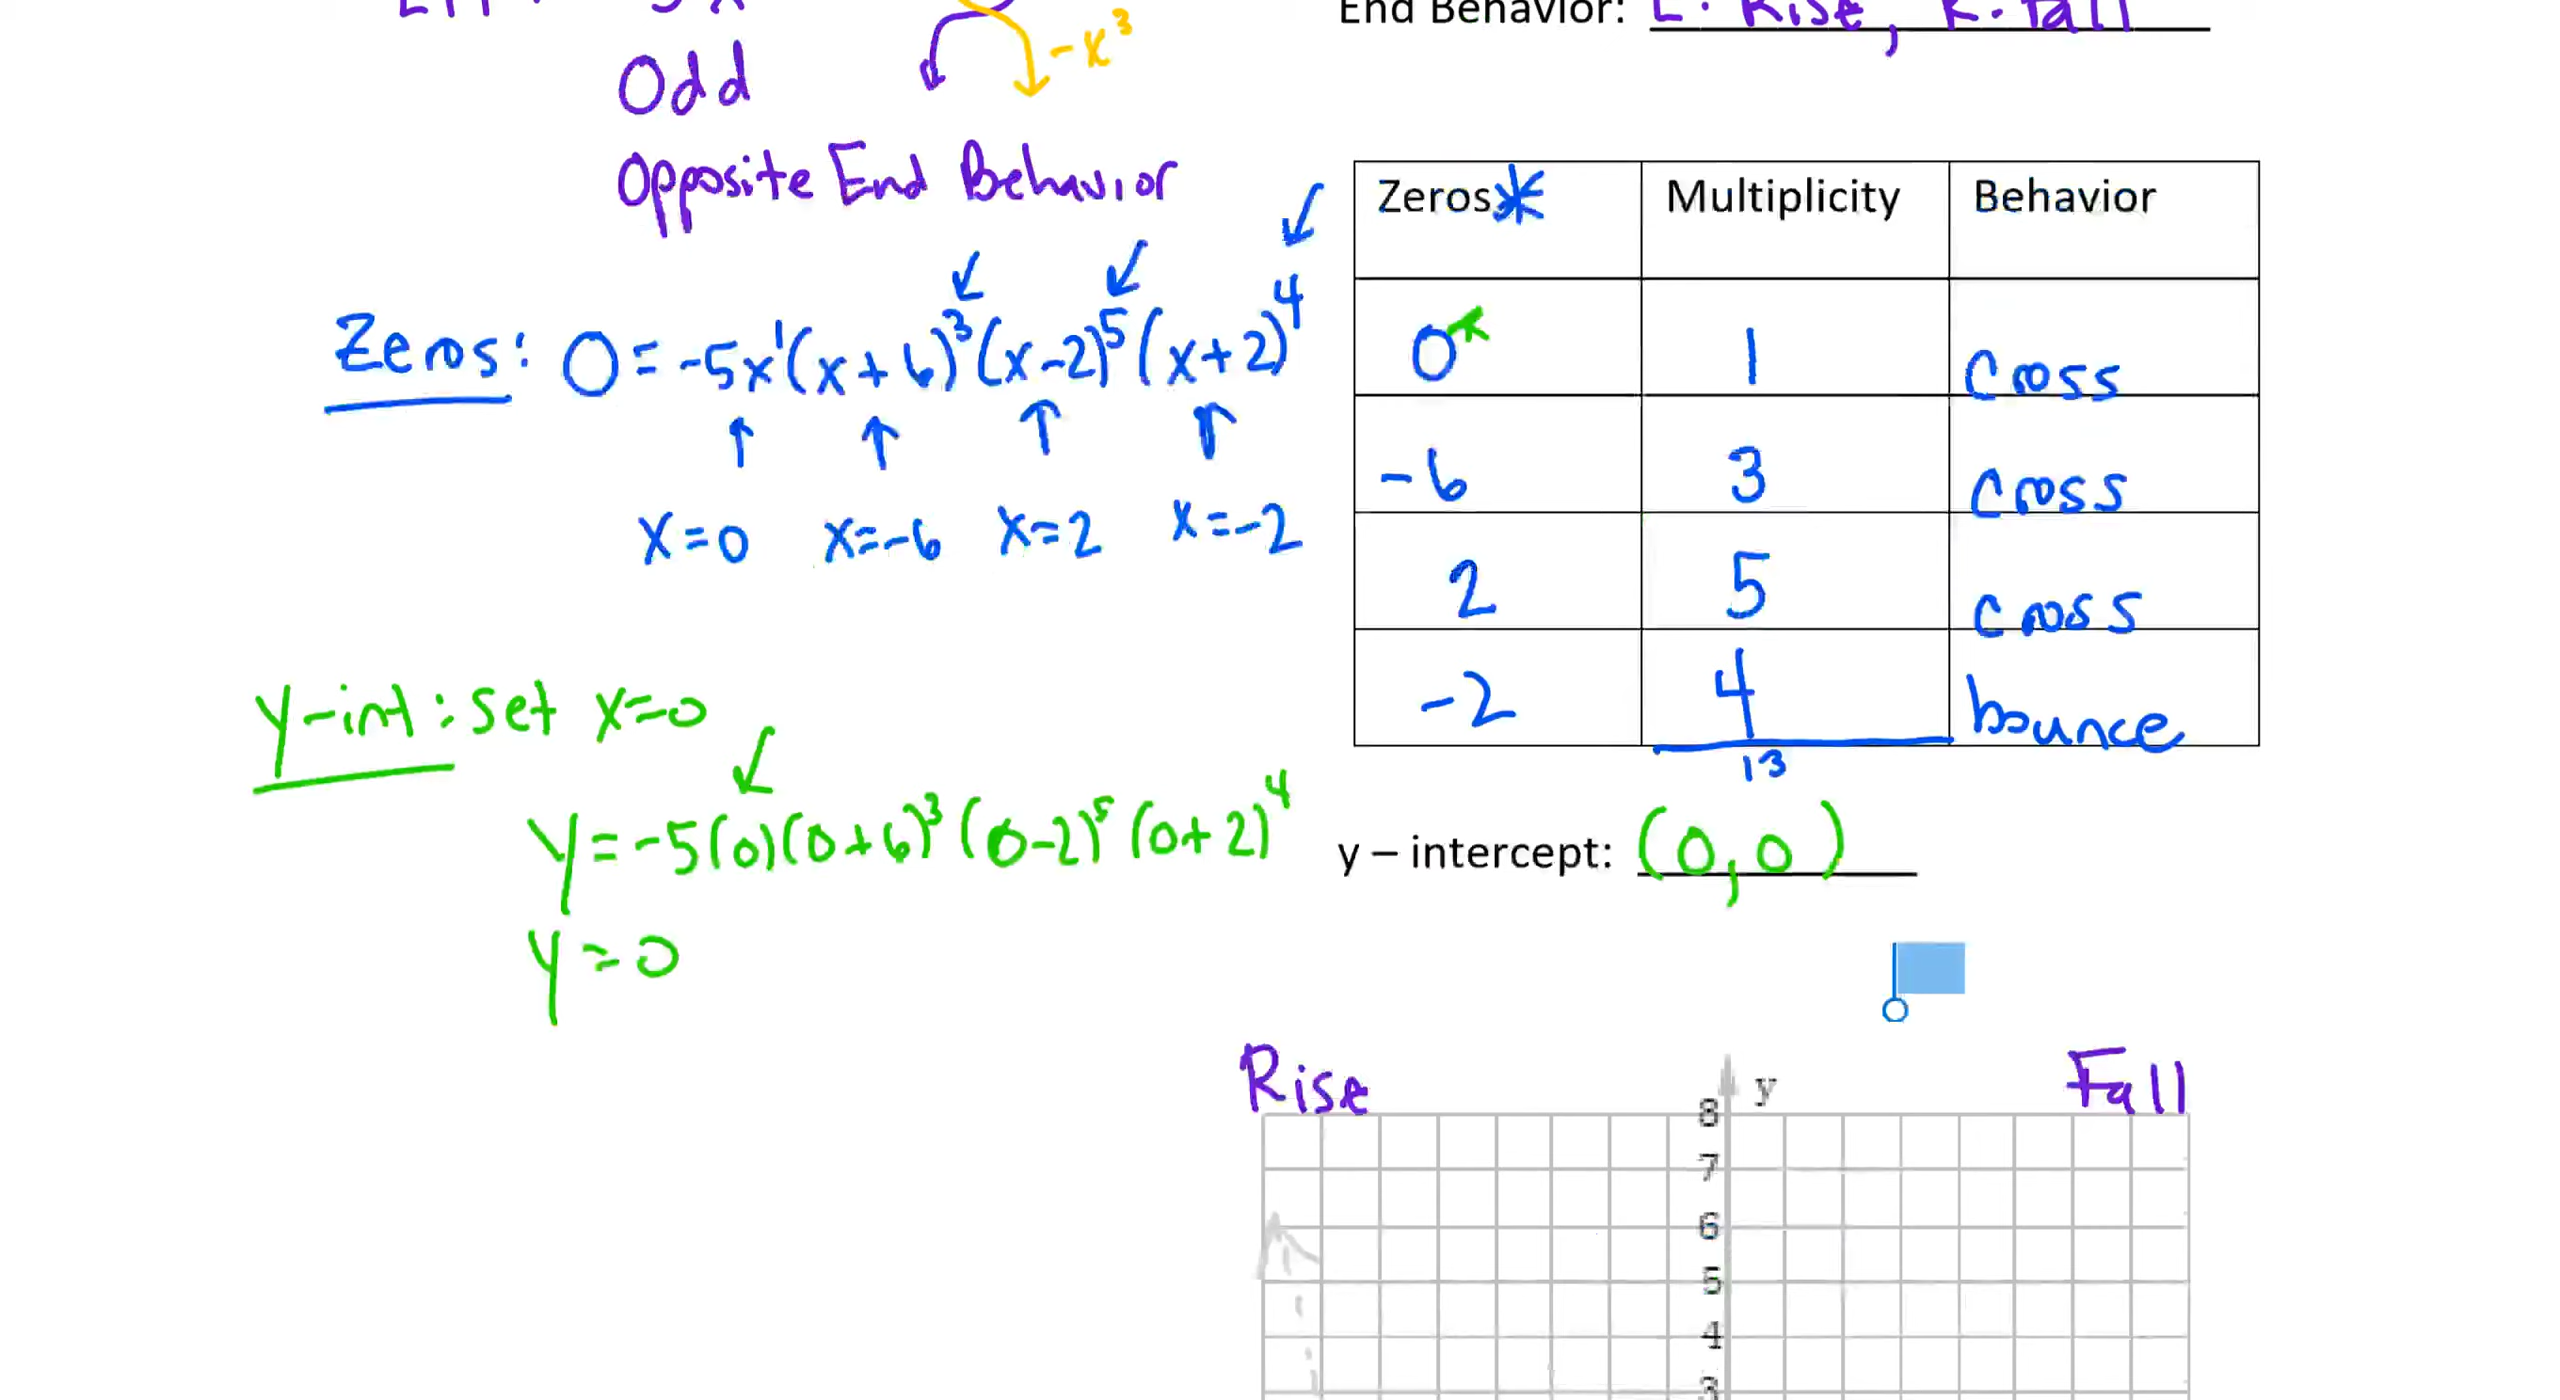 End Behavior: L: Rise, R: Fall
-x³
Odd
Opposite End Behavior
Zeros* Multiplicity Behavior
0* 1 Cross
-6 3 Cross
2 5 Cross
-2 4 bounce
13
Zeros: 0 = -5x¹(x+6)³(x-2)⁵(x+2)⁴
x=0 x=-6 x=2 x=-2
y-int: set x=0
y = -5(0)(0+6)³(0-2)⁵(0+2)⁴
y – intercept: (0,0)
y = 0
Rise y Fall
8
7
6
5
4
3